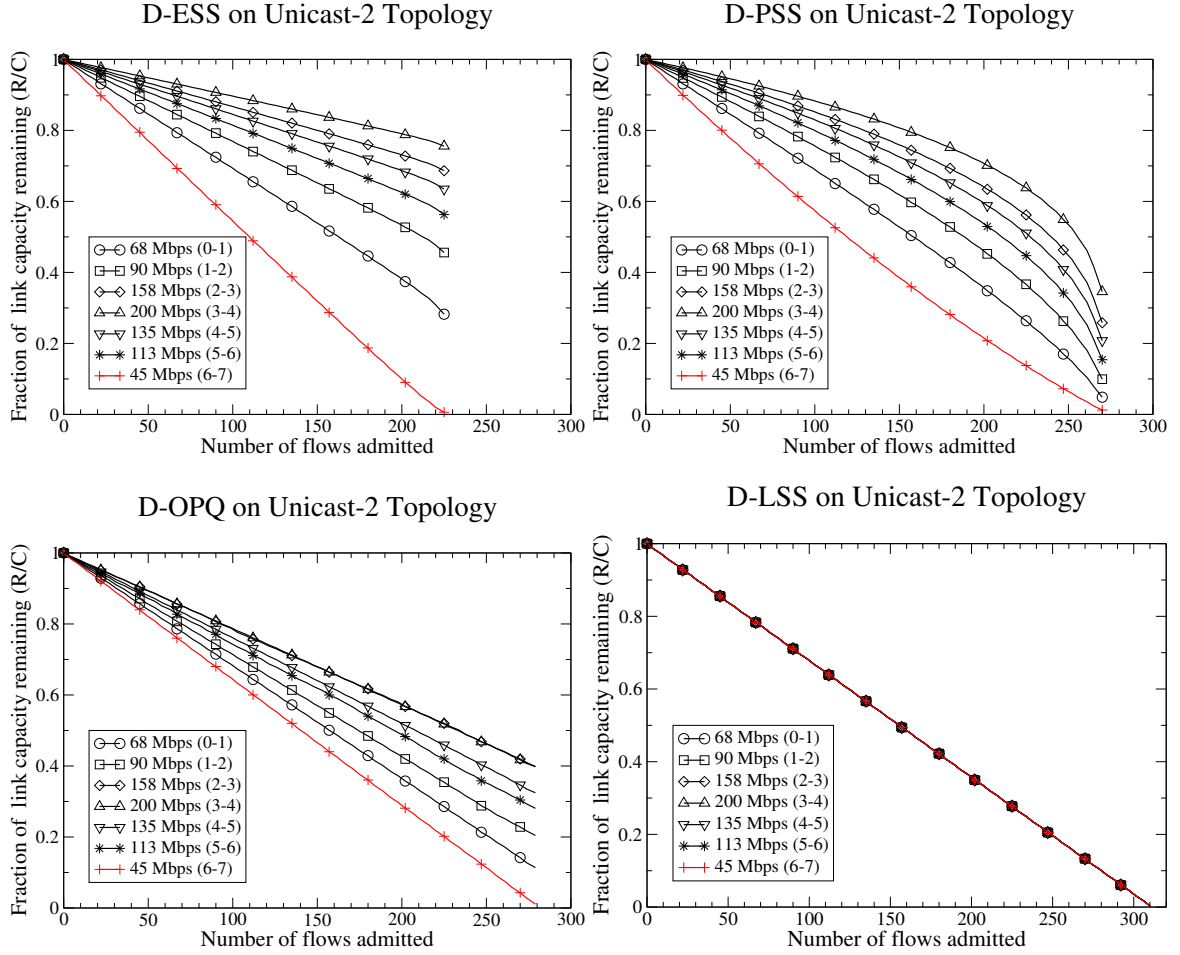 D-ESS on Unicast-2 Topology
Fraction of link capacity remaining (R/C)
1
0.8
0.6
0.4
0.2
0
68 Mbps (0-1)
90 Mbps (1-2)
158 Mbps (2-3)
200 Mbps (3-4)
135 Mbps (4-5)
113 Mbps (5-6)
45 Mbps (6-7)
0 50 100 150 200 250 300
Number of flows admitted
D-PSS on Unicast-2 Topology
Fraction of link capacity remaining (R/C)
1
0.8
0.6
0.4
0.2
0
68 Mbps (0-1)
90 Mbps (1-2)
158 Mbps (2-3)
200 Mbps (3-4)
135 Mbps (4-5)
113 Mbps (5-6)
45 Mbps (6-7)
0 50 100 150 200 250 300
Number of flows admitted
D-OPQ on Unicast-2 Topology
Fraction of link capacity remaining (R/C)
1
0.8
0.6
0.4
0.2
0
68 Mbps (0-1)
90 Mbps (1-2)
158 Mbps (2-3)
200 Mbps (3-4)
135 Mbps (4-5)
113 Mbps (5-6)
45 Mbps (6-7)
0 50 100 150 200 250 300
Number of flows admitted
D-LSS on Unicast-2 Topology
Fraction of link capacity remaining (R/C)
1
0.8
0.6
0.4
0.2
0
68 Mbps (0-1)
90 Mbps (1-2)
158 Mbps (2-3)
200 Mbps (3-4)
135 Mbps (4-5)
113 Mbps (5-6)
45 Mbps (6-7)
0 50 100 150 200 250 300
Number of flows admitted